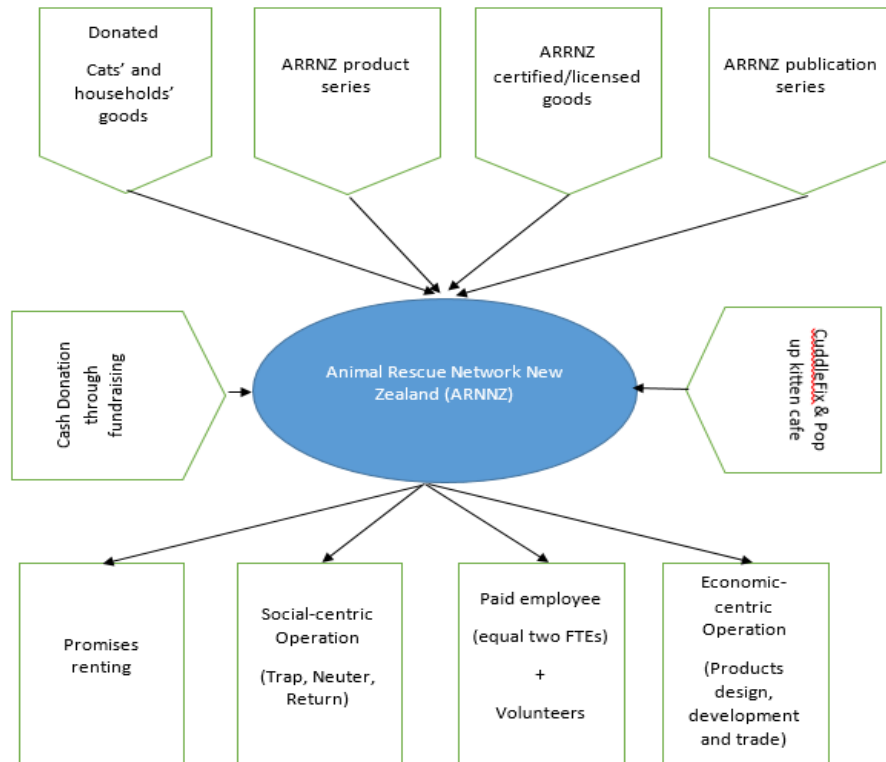 Donated
Cats’ and
households’
goods
ARRNZ product
series
ARRNZ
certified/licensed
goods
ARRNZ publication
series
Cash Donation
through
fundraising
Animal Rescue Network New
Zealand (ARNNZ)
CuddleFix & Pop
up kitten cafe
Promises
renting
Social-centric
Operation
(Trap, Neuter,
Return)
Paid employee
(equal two FTEs)
+
Volunteers
Economic-
centric
Operation
(Products
design,
development
and trade)